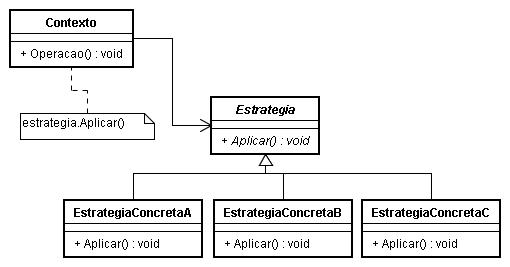 Contexto
+ Operacao() : void
estrategia.Aplicar()
Estrategia
+ Aplicar() : void
EstrategiaConcretaA
+ Aplicar() : void
EstrategiaConcretaB
+ Aplicar() : void
EstrategiaConcretaC
+ Aplicar() : void